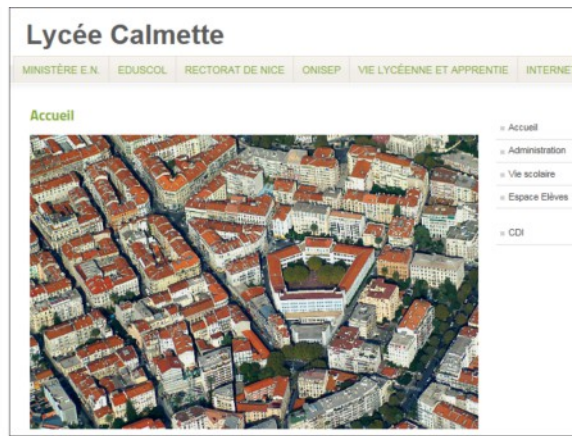 Lycée Calmette
MINISTÈRE E.N. EDUSCOL RECTORAT DE NICE ONISEP VIE LYCÉENNE ET APPRENTIE INTERNE
Accueil
Accueil
Administration
Vie scolaire
Espace Elèves
CDI